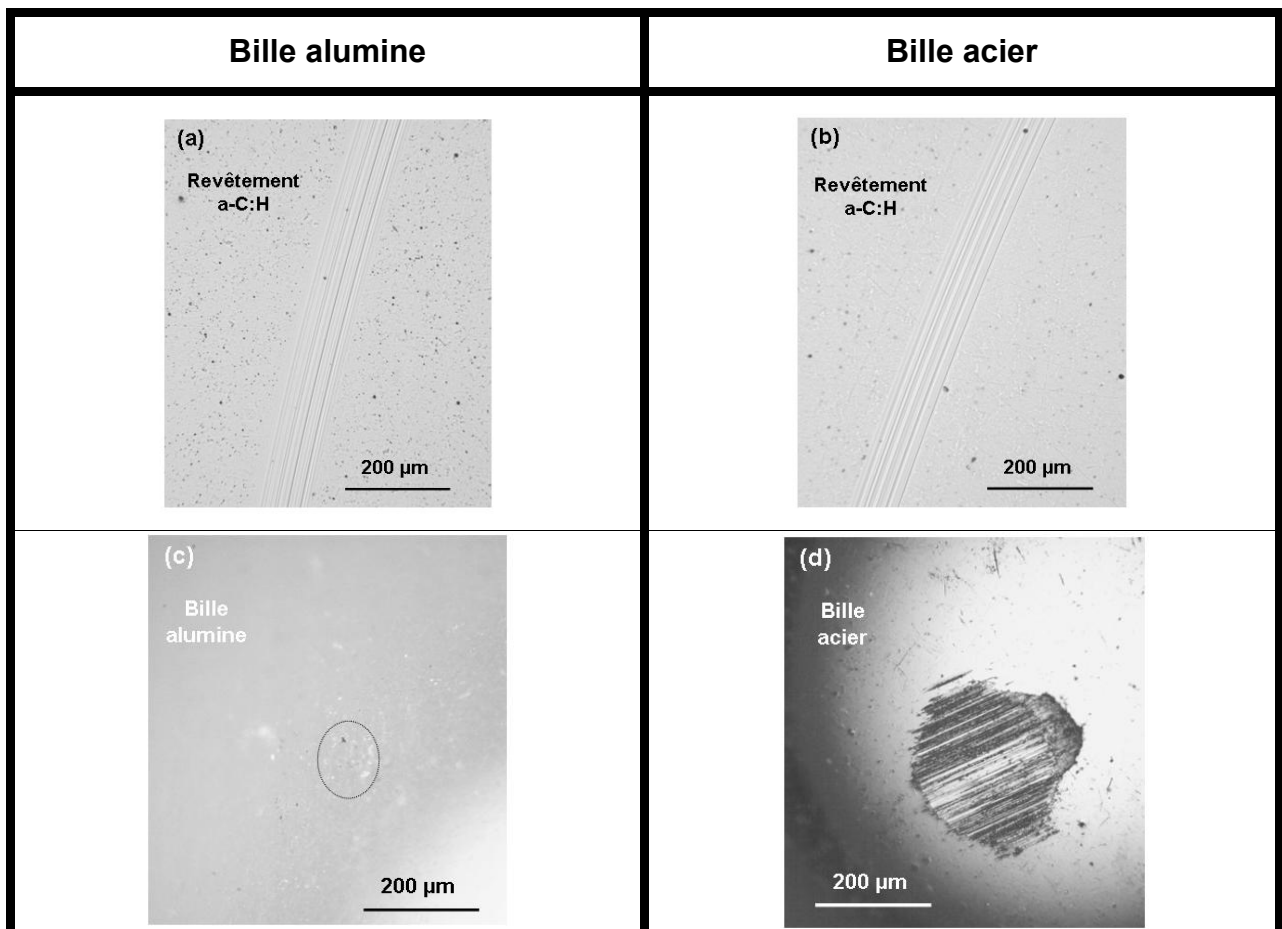 Bille alumine
Bille acier
(a)
Revêtement
a-C:H
200 µm
(b)
Revêtement
a-C:H
200 µm
(c)
Bille
alumine
200 µm
(d)
Bille
acier
200 µm